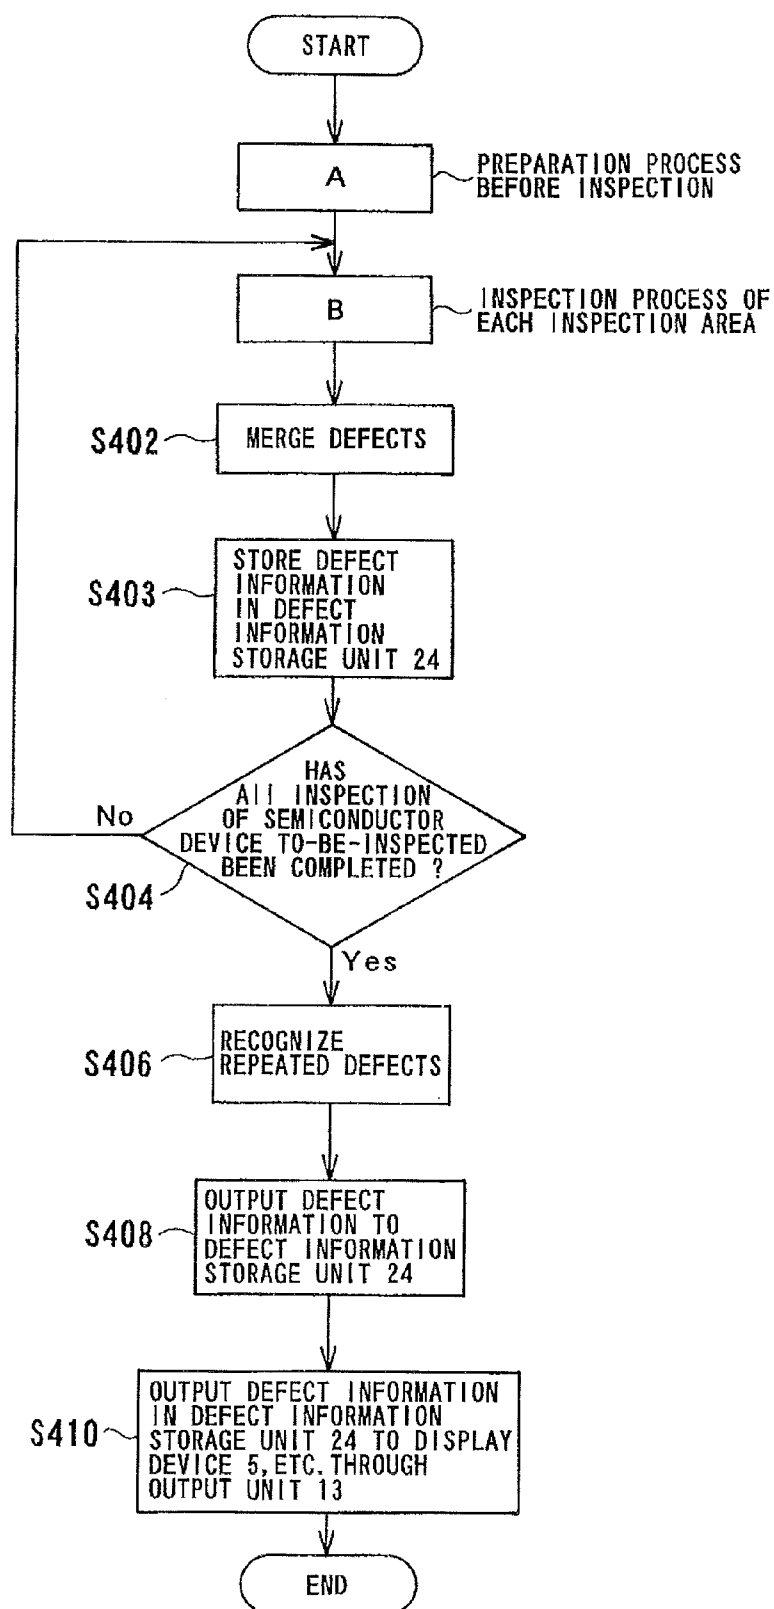 START
A
PREPARATION PROCESS
BEFORE INSPECTION
B
INSPECTION PROCESS OF
EACH INSPECTION AREA
S402
MERGE DEFECTS
S403
STORE DEFECT
INFORMATION
IN DEFECT
INFORMATION
STORAGE UNIT 24
HAS
All INSPECTION
OF SEMICONDUCTOR
DEVICE TO-BE-INSPECTED
BEEN COMPLETED ?
No
S404
Yes
S406
RECOGNIZE
REPEATED DEFECTS
S408
OUTPUT DEFECT
INFORMATION TO
DEFECT INFORMATION
STORAGE UNIT 24
S410
OUTPUT DEFECT INFORMATION
IN DEFECT INFORMATION
STORAGE UNIT 24 TO DISPLAY
DEVICE 5, ETC. THROUGH
OUTPUT UNIT 13
END